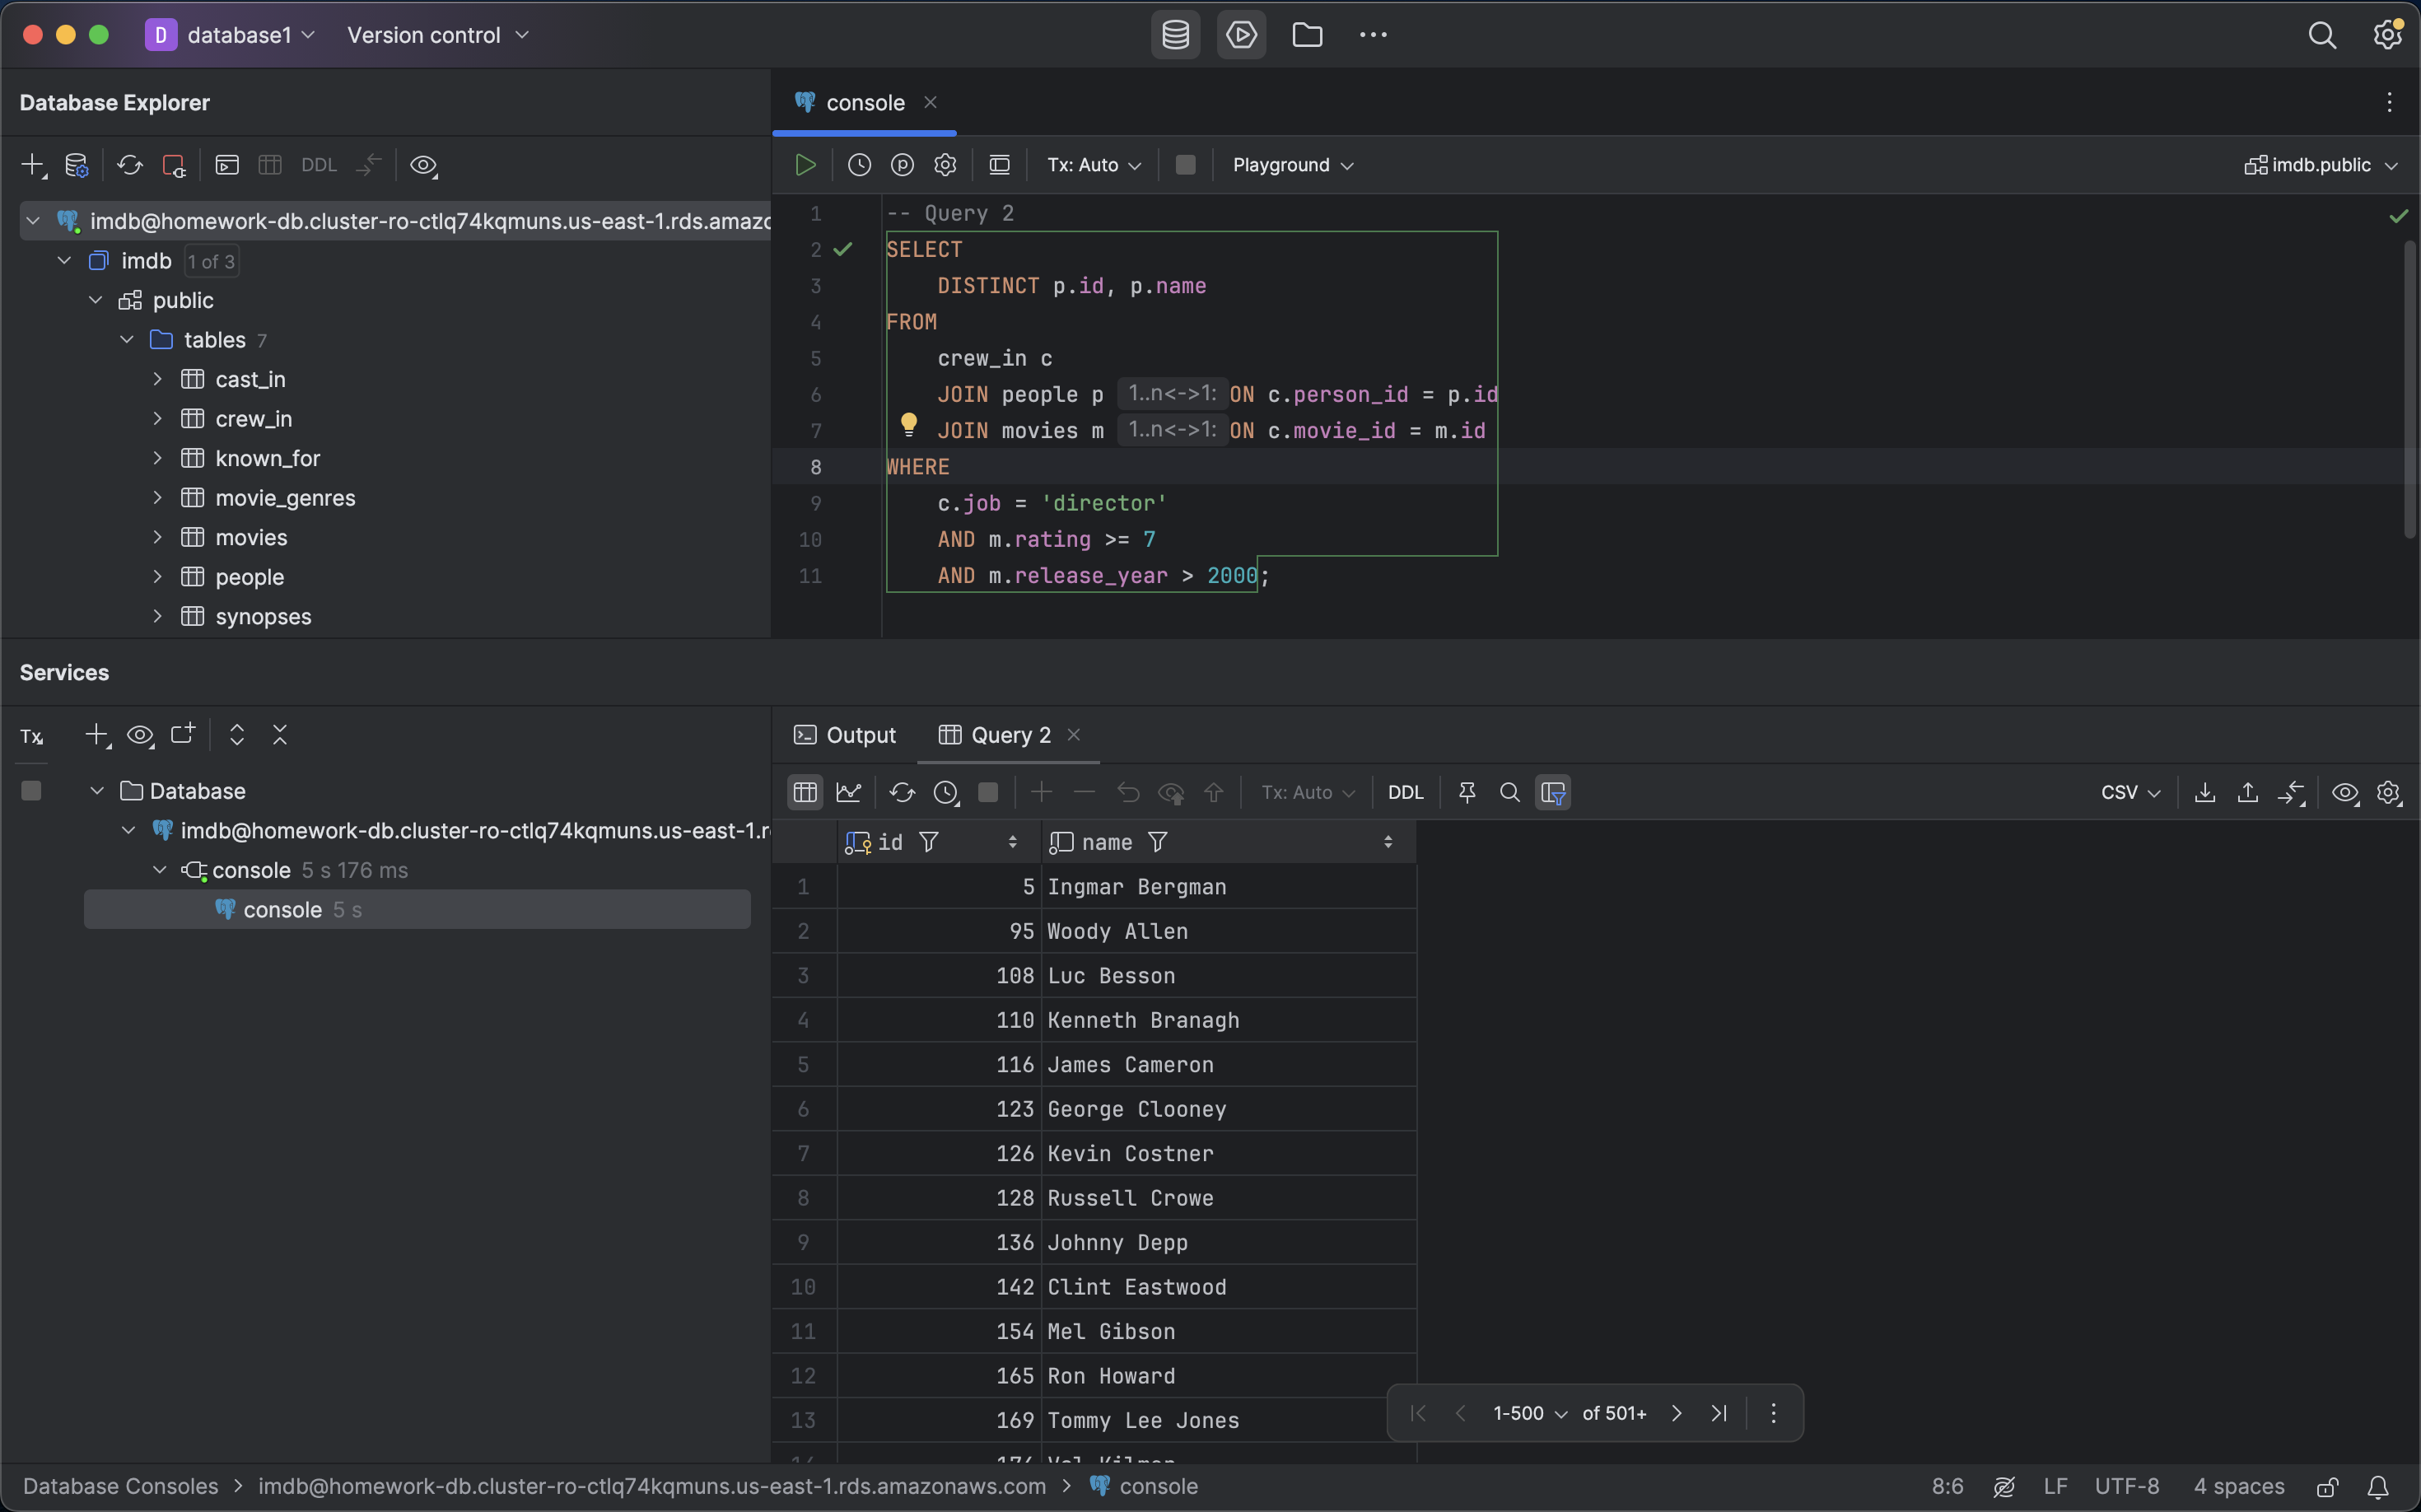 D database1 Version control
Database Explorer
console
DDL
Tx: Auto Playground imdb.public
imdb@homework-db.cluster-ro-ctlq74kqmuns.us-east-1.rds.amazo
imdb 1 of 3
public
tables 7
cast_in
crew_in
known_for
movie_genres
movies
people
synopses
1 -- Query 2
2 SELECT
3 DISTINCT p.id, p.name
4 FROM
5 crew_in c
6 JOIN people p 1..n<->1: ON c.person_id = p.id
7 JOIN movies m 1..n<->1: ON c.movie_id = m.id
8 WHERE
9 c.job = 'director'
10 AND m.rating >= 7
11 AND m.release_year > 2000;
Services
Tx
Database
imdb@homework-db.cluster-ro-ctlq74kqmuns.us-east-1.r
console 5 s 176 ms
console 5 s
Output Query 2
Tx: Auto DDL CSV
id name
1 5 Ingmar Bergman
2 95 Woody Allen
3 108 Luc Besson
4 110 Kenneth Branagh
5 116 James Cameron
6 123 George Clooney
7 126 Kevin Costner
8 128 Russell Crowe
9 136 Johnny Depp
10 142 Clint Eastwood
11 154 Mel Gibson
12 165 Ron Howard
13 169 Tommy Lee Jones
1-500 of 501+
Database Consoles > imdb@homework-db.cluster-ro-ctlq74kqmuns.us-east-1.rds.amazonaws.com > console
8:6 LF UTF-8 4 spaces